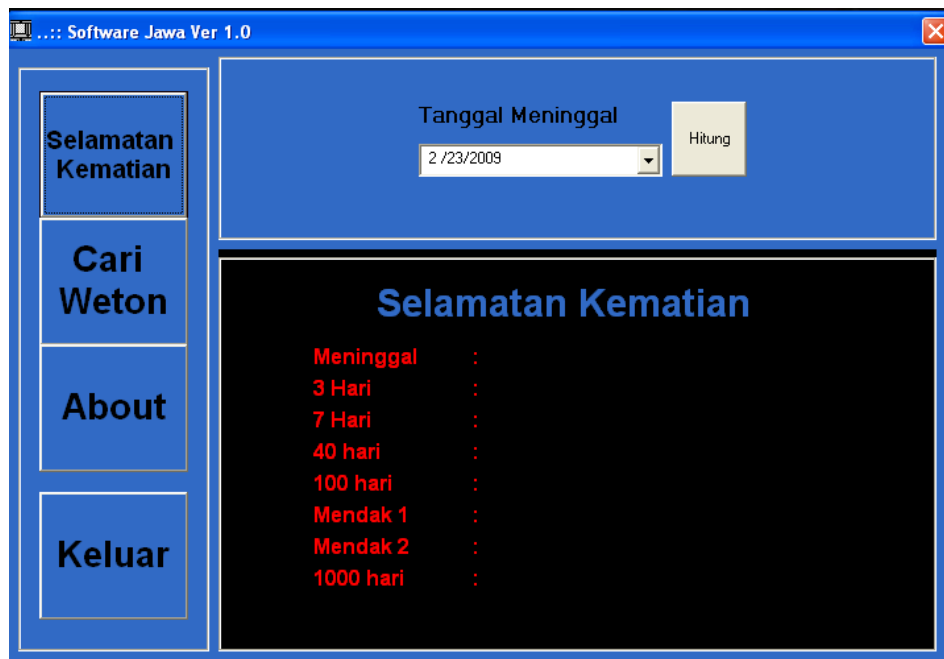 ..:: Software Jawa Ver 1.0
Selamatan
Kematian
Cari
Weton
About
Keluar
Tanggal Meninggal
2 /23/2009
Hitung
Selamatan Kematian
Meninggal :
3 Hari :
7 Hari :
40 hari :
100 hari :
Mendak 1 :
Mendak 2 :
1000 hari :